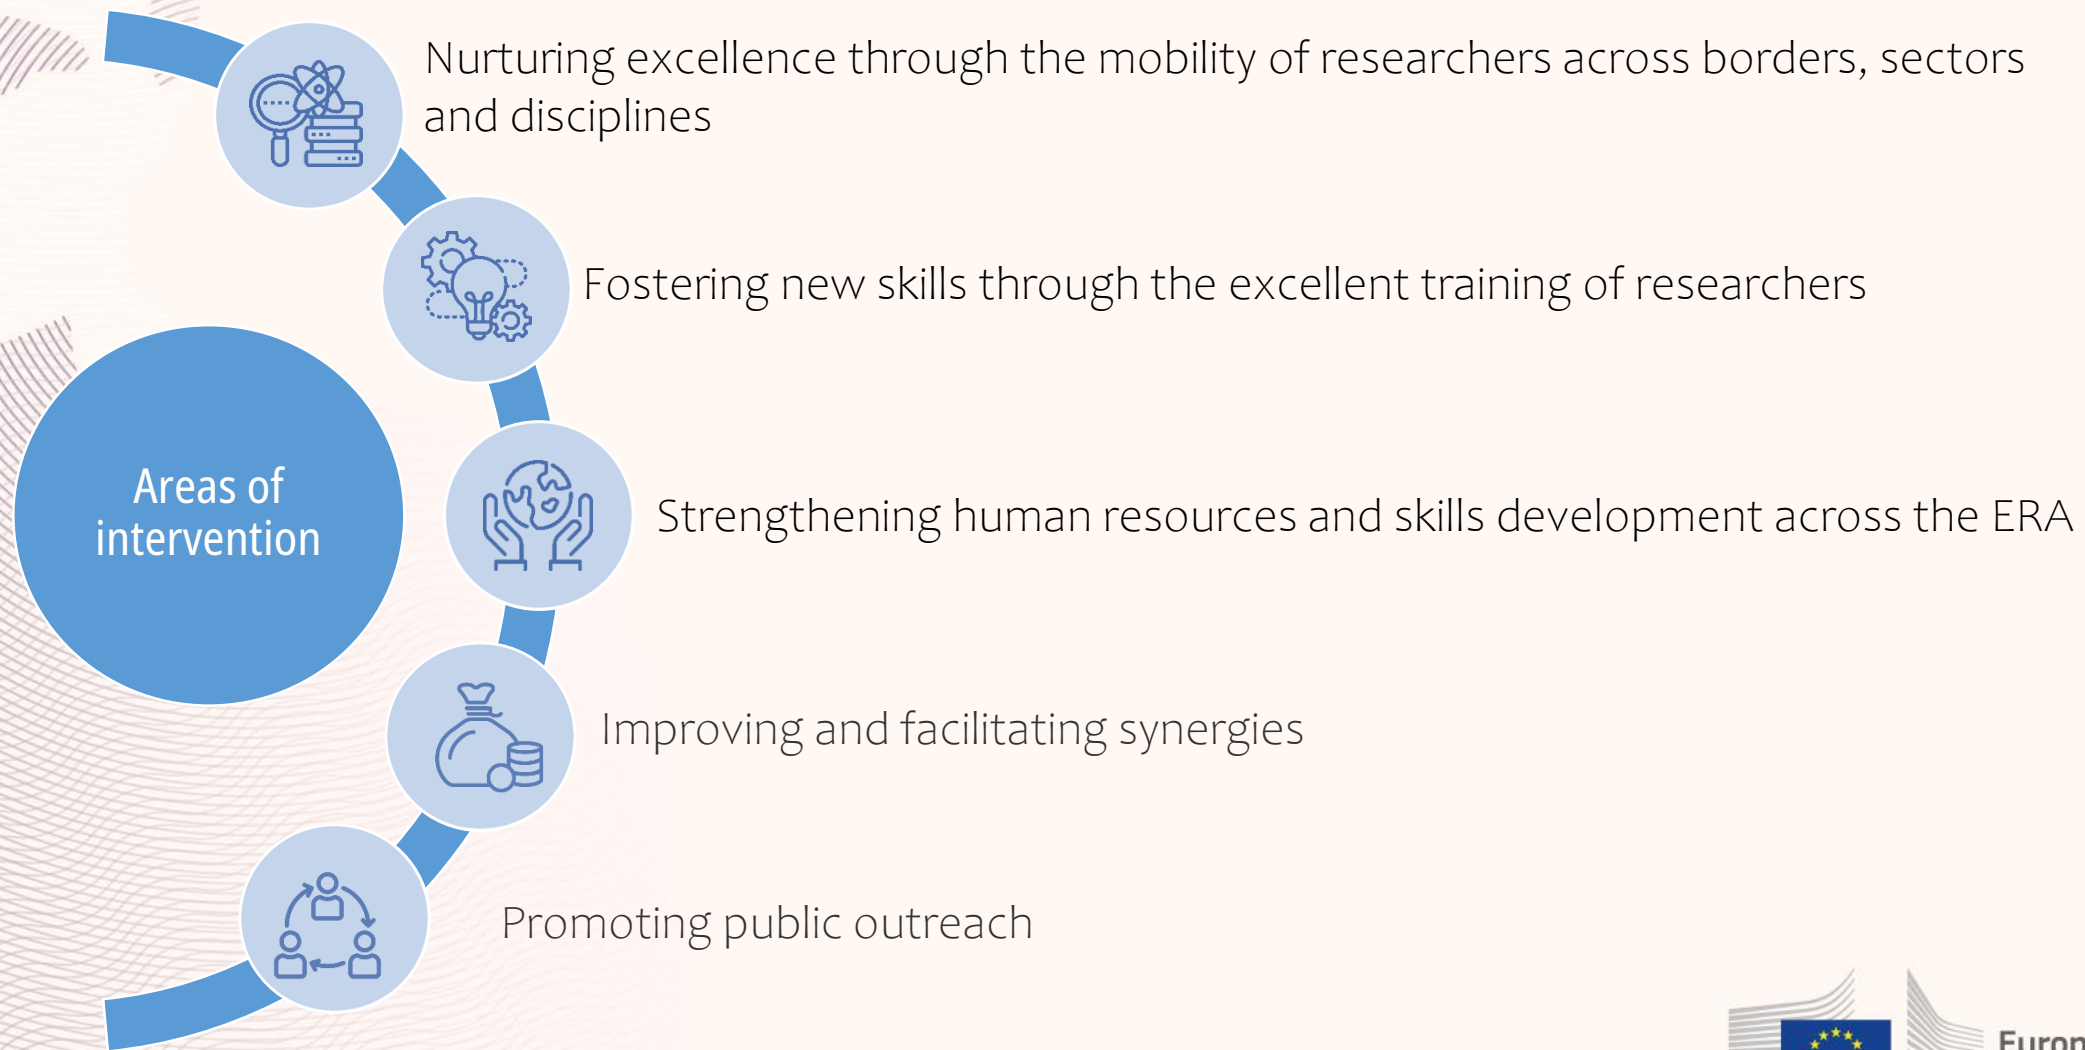 Nurturing excellence through the mobility of researchers across borders, sectors
and disciplines
Fostering new skills through the excellent training of researchers
Areas of
intervention
Strengthening human resources and skills development across the ERA
Improving and facilitating synergies
Promoting public outreach